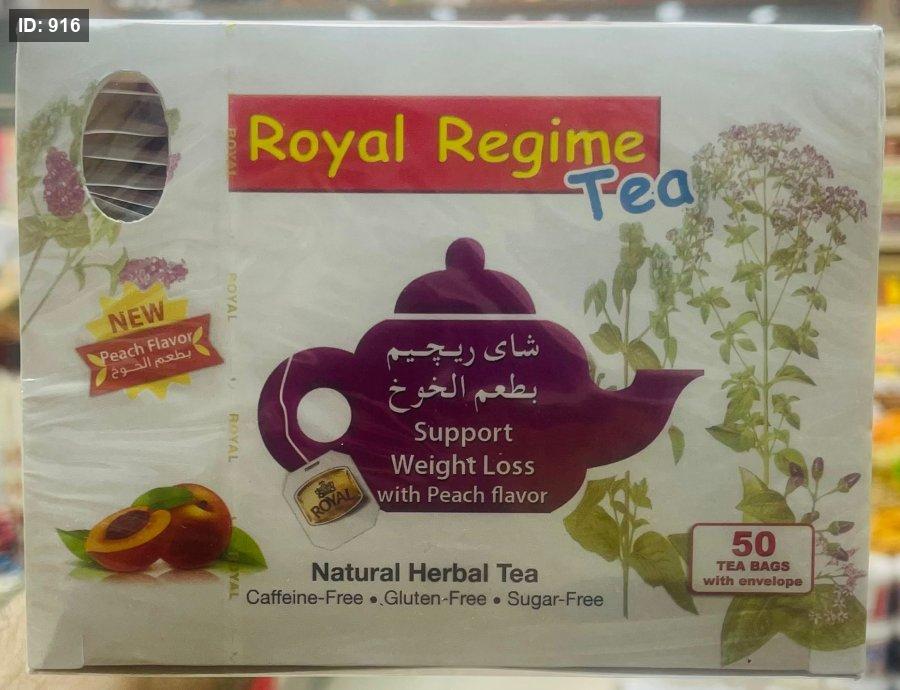 ID: 916
Royal Regime
Tea
شاى ريچيم
بطعم الخوخ
Support
Weight Loss
with Peach flavor
NEW
Peach Flavor
بطعم الخوخ
ROYAL
ROYAL
ROYAL
ROYAL
ROYAL
Natural Herbal Tea
Caffeine-Free • Gluten-Free • Sugar-Free
50
TEA BAGS
with envelope